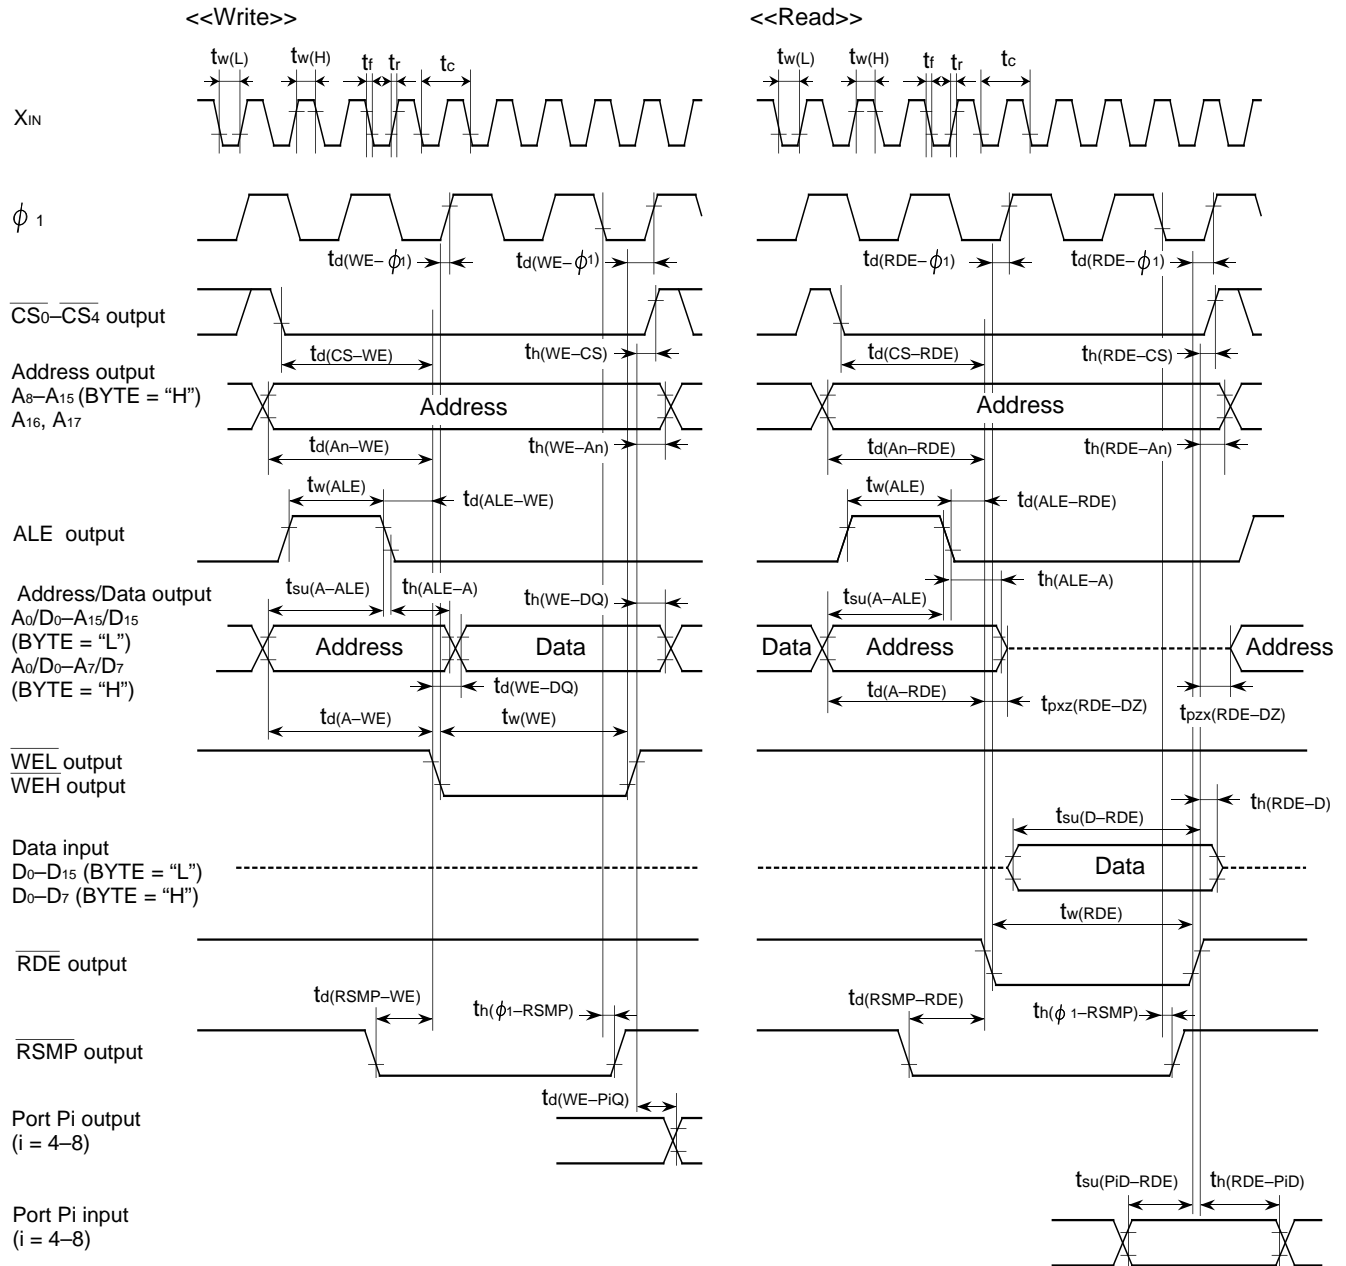 <<Write>> <<Read>>
tw(L) tw(H) tf tr tc tw(L) tw(H) tf tr tc
XIN
ϕ 1
td(WE–ϕ1) td(WE–ϕ1) td(RDE–ϕ1) td(RDE–ϕ1)
C̅S̅0̅–C̅S̅4̅ output
td(CS–WE) th(WE–CS) td(CS–RDE) th(RDE–CS)
Address output
A8–A15 (BYTE = “H”)
A16, A17
Address Address
td(An–WE) th(WE–An) td(An–RDE) th(RDE–An)
tw(ALE) td(ALE–WE) tw(ALE) td(ALE–RDE)
ALE output
tsu(A–ALE) th(ALE–A) th(WE–DQ) tsu(A–ALE) th(ALE–A)
Address/Data output
A0/D0–A15/D15
(BYTE = “L”)
A0/D0–A7/D7
(BYTE = “H”)
Address Data Data Address Address
td(WE–DQ)
td(A–WE) tw(WE) td(A–RDE) tpxz(RDE–DZ) tpzx(RDE–DZ)
W̅E̅L̅ output
W̅E̅H̅ output
th(RDE–D)
tsu(D–RDE)
Data input
D0–D15 (BYTE = “L”)
D0–D7 (BYTE = “H”)
Data
tw(RDE)
R̅D̅E̅ output
td(RSMP–WE) th(ϕ1–RSMP) td(RSMP–RDE) th(ϕ 1–RSMP)
R̅S̅M̅P̅ output
td(WE–PiQ)
Port Pi output
(i = 4–8)
tsu(PiD–RDE) th(RDE–PiD)
Port Pi input
(i = 4–8)